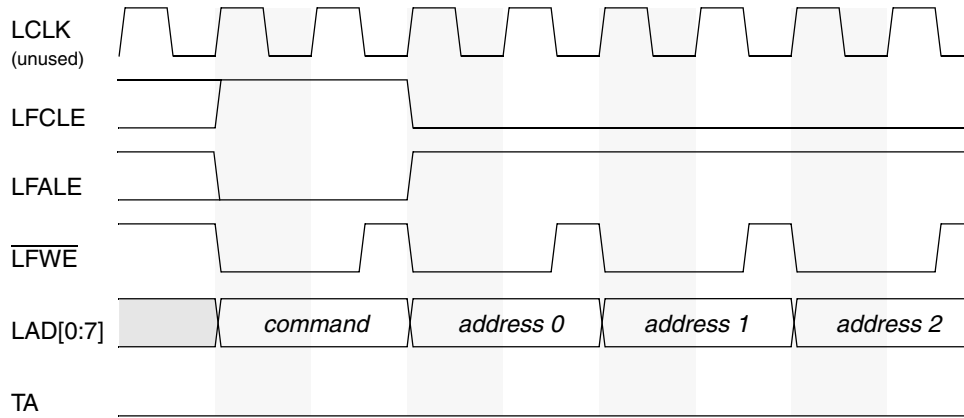 LCLK
(unused)
LFCLE
LFALE
LFWE
LAD[0:7] command address 0 address 1 address 2
TA